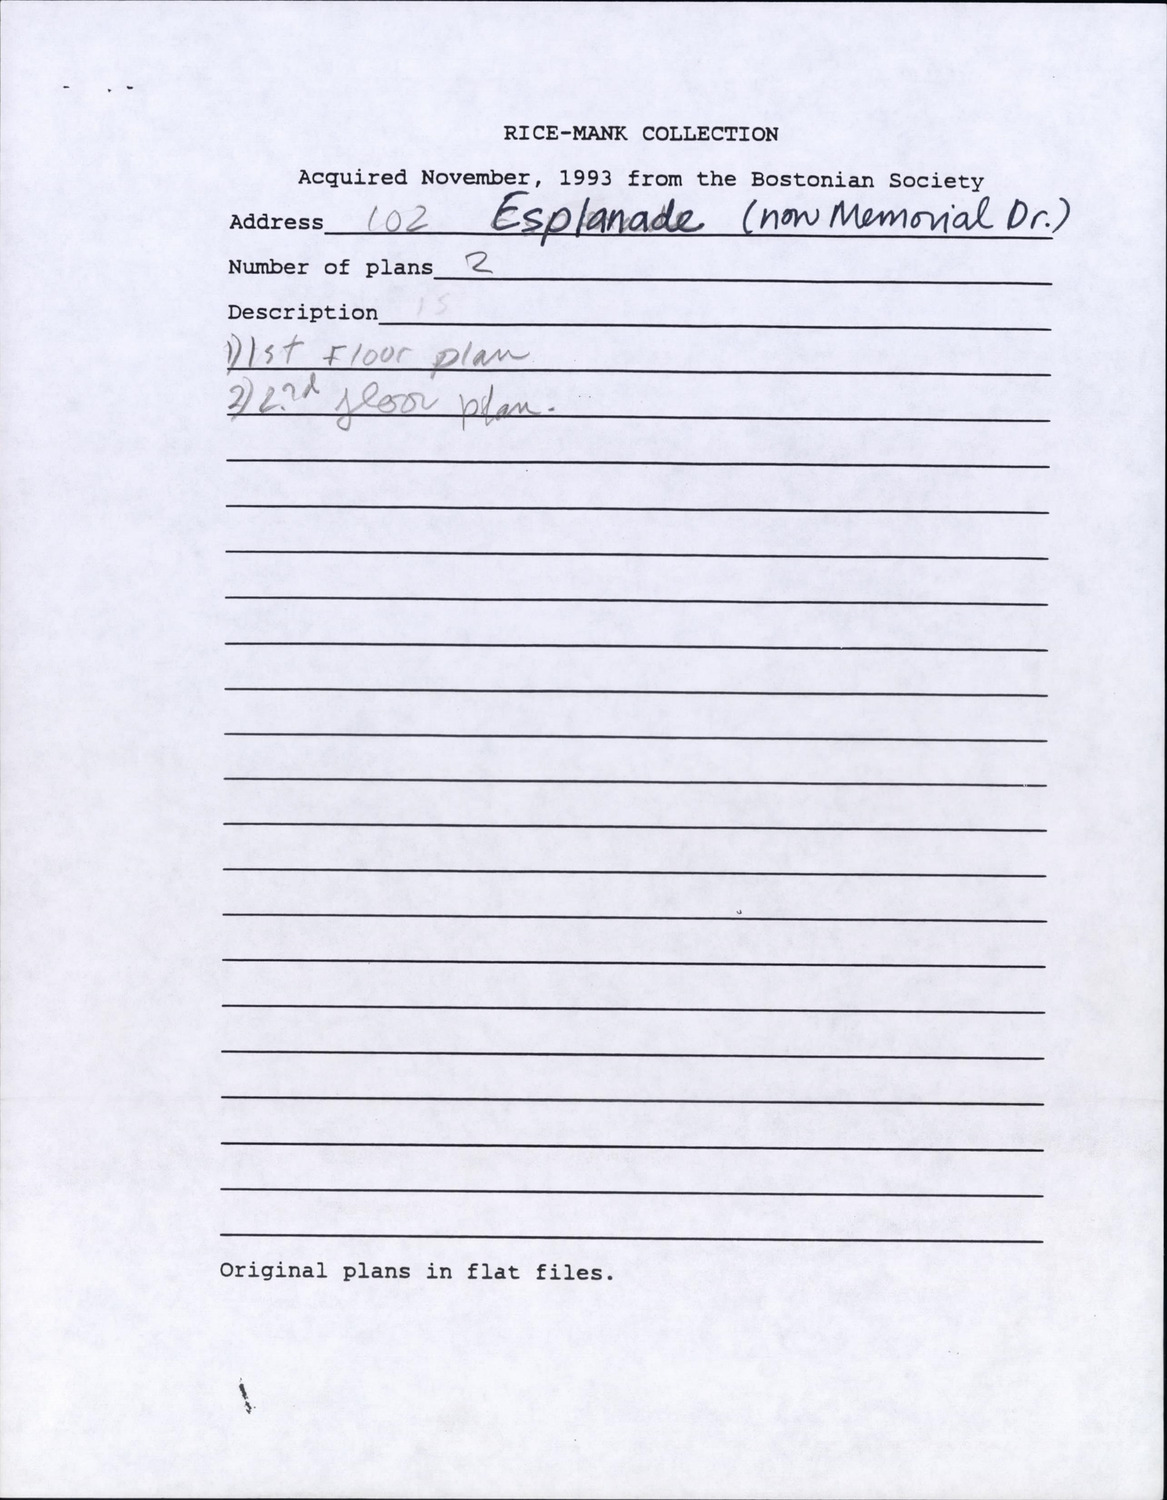 RICE-MANK COLLECTION
Acquired November, 1993 from the Bostonian Society
Address 102 Esplanade (now Memorial Dr.)
Number of plans 2
Description
1) 1st Floor plan
2) 2nd floor plan.
Original plans in flat files.